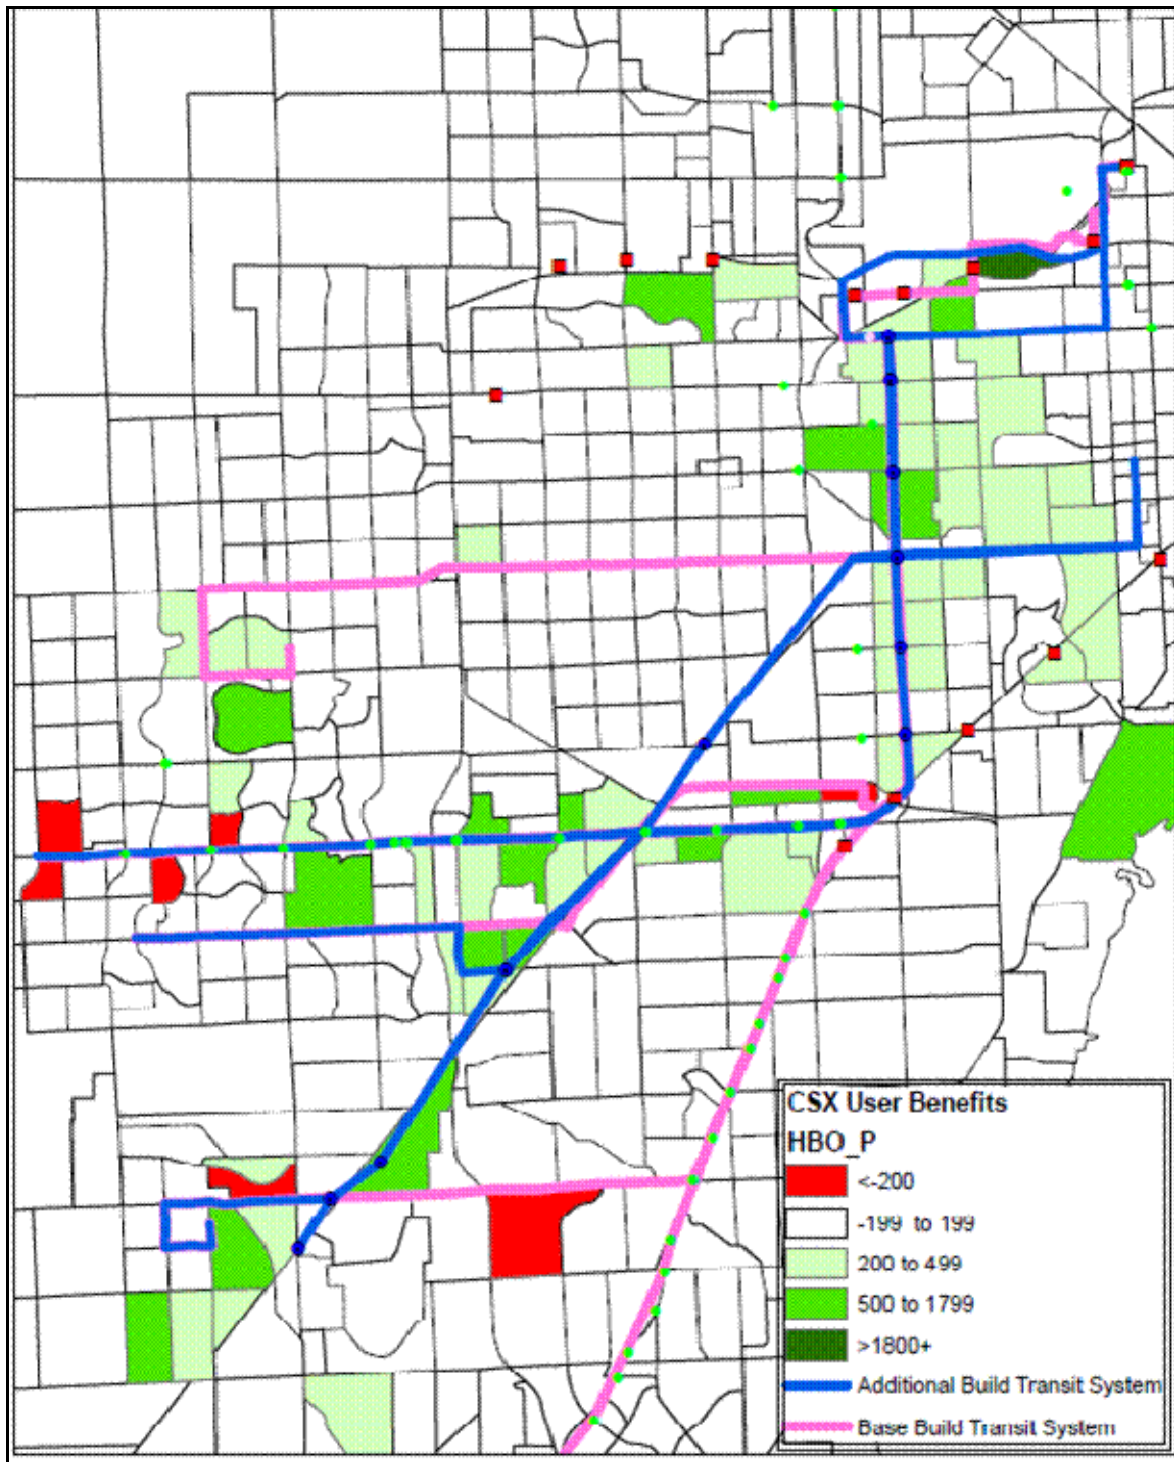 CSX User Benefits
HBO_P
<-200
-199 to 199
200 to 499
500 to 1799
>1800+
Additional Build Transit System
Base Build Transit System